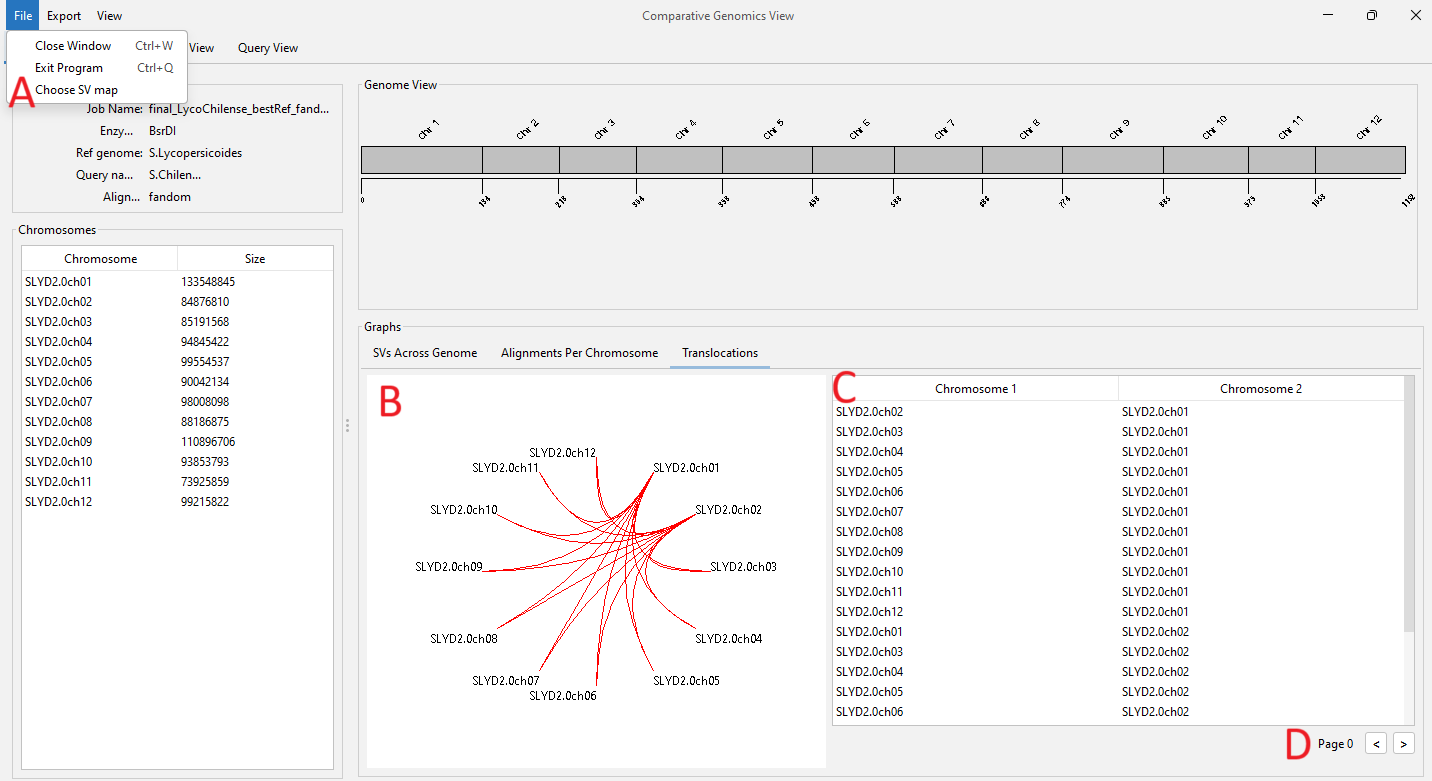 File Export View Comparative Genomics View
Close Window Ctrl+W
View Query View
Exit Program Ctrl+Q
A Choose SV map
Job Name: final_LycoChilense_bestRef_fand...
Enzy... BsrDI
Ref genome: S.Lycopersicoides
Query na... S.Chilen...
Align... fandom
Chromosomes
Chromosome Size
SLYD2.0ch01 133548845
SLYD2.0ch02 84876810
SLYD2.0ch03 85191568
SLYD2.0ch04 94845422
SLYD2.0ch05 99554537
SLYD2.0ch06 90042134
SLYD2.0ch07 98008098
SLYD2.0ch08 88186875
SLYD2.0ch09 110896706
SLYD2.0ch10 93853793
SLYD2.0ch11 73925859
SLYD2.0ch12 99215822
Genome View
Chr 1 Chr 2 Chr 3 Chr 4 Chr 5 Chr 6 Chr 7 Chr 8 Chr 9 Chr 10 Chr 11 Chr 12
0 218 774
Graphs
SVs Across Genome Alignments Per Chromosome Translocations
B
SLYD2.0ch12
SLYD2.0ch11 SLYD2.0ch01
SLYD2.0ch10 SLYD2.0ch02
SLYD2.0ch09 SLYD2.0ch03
SLYD2.0ch08 SLYD2.0ch04
SLYD2.0ch07 SLYD2.0ch05
SLYD2.0ch06
C Chromosome 1 Chromosome 2
SLYD2.0ch02 SLYD2.0ch01
SLYD2.0ch03 SLYD2.0ch01
SLYD2.0ch04 SLYD2.0ch01
SLYD2.0ch05 SLYD2.0ch01
SLYD2.0ch06 SLYD2.0ch01
SLYD2.0ch07 SLYD2.0ch01
SLYD2.0ch08 SLYD2.0ch01
SLYD2.0ch09 SLYD2.0ch01
SLYD2.0ch10 SLYD2.0ch01
SLYD2.0ch11 SLYD2.0ch01
SLYD2.0ch12 SLYD2.0ch01
SLYD2.0ch01 SLYD2.0ch02
SLYD2.0ch03 SLYD2.0ch02
SLYD2.0ch04 SLYD2.0ch02
SLYD2.0ch05 SLYD2.0ch02
SLYD2.0ch06 SLYD2.0ch02
D Page 0 < >